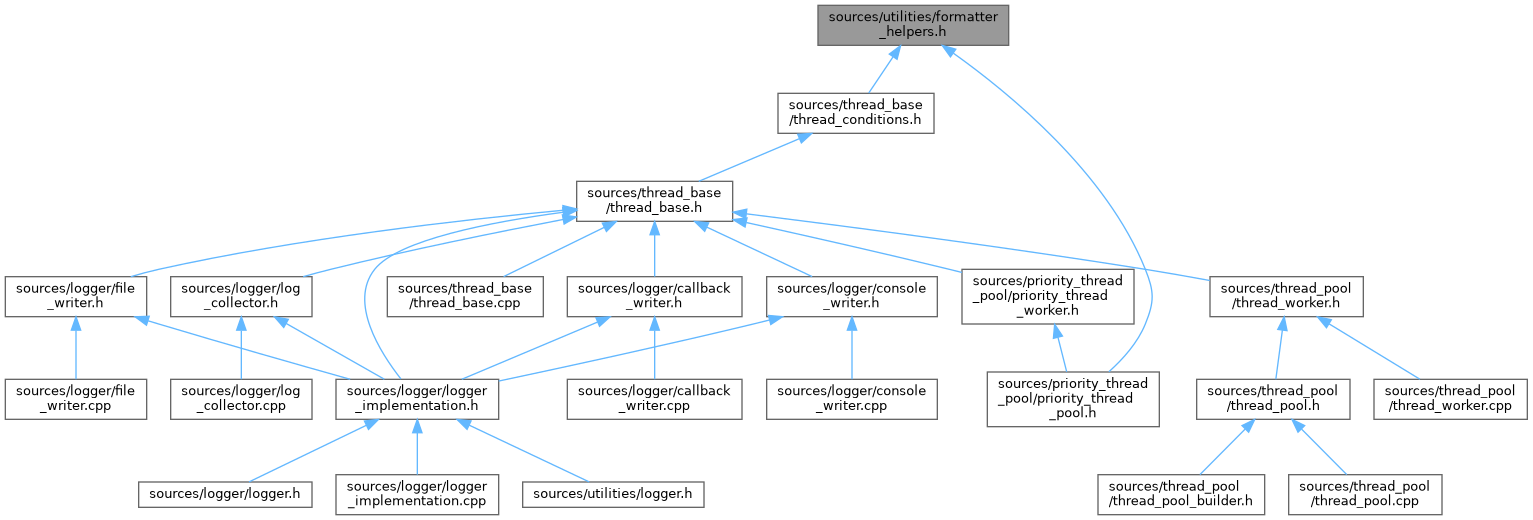 sources/utilities/formatter
_helpers.h
sources/thread_base
/thread_conditions.h
sources/thread_base
/thread_base.h
sources/logger/file
_writer.h
sources/logger/log
_collector.h
sources/thread_base
/thread_base.cpp
sources/logger/callback
_writer.h
sources/logger/console
_writer.h
sources/priority_thread
_pool/priority_thread
_worker.h
sources/thread_pool
/thread_worker.h
sources/logger/file
_writer.cpp
sources/logger/log
_collector.cpp
sources/logger/logger
_implementation.h
sources/logger/callback
_writer.cpp
sources/logger/console
_writer.cpp
sources/priority_thread
_pool/priority_thread
_pool.h
sources/thread_pool
/thread_pool.h
sources/thread_pool
/thread_worker.cpp
sources/logger/logger.h
sources/logger/logger
_implementation.cpp
sources/utilities/logger.h
sources/thread_pool
/thread_pool_builder.h
sources/thread_pool
/thread_pool.cpp